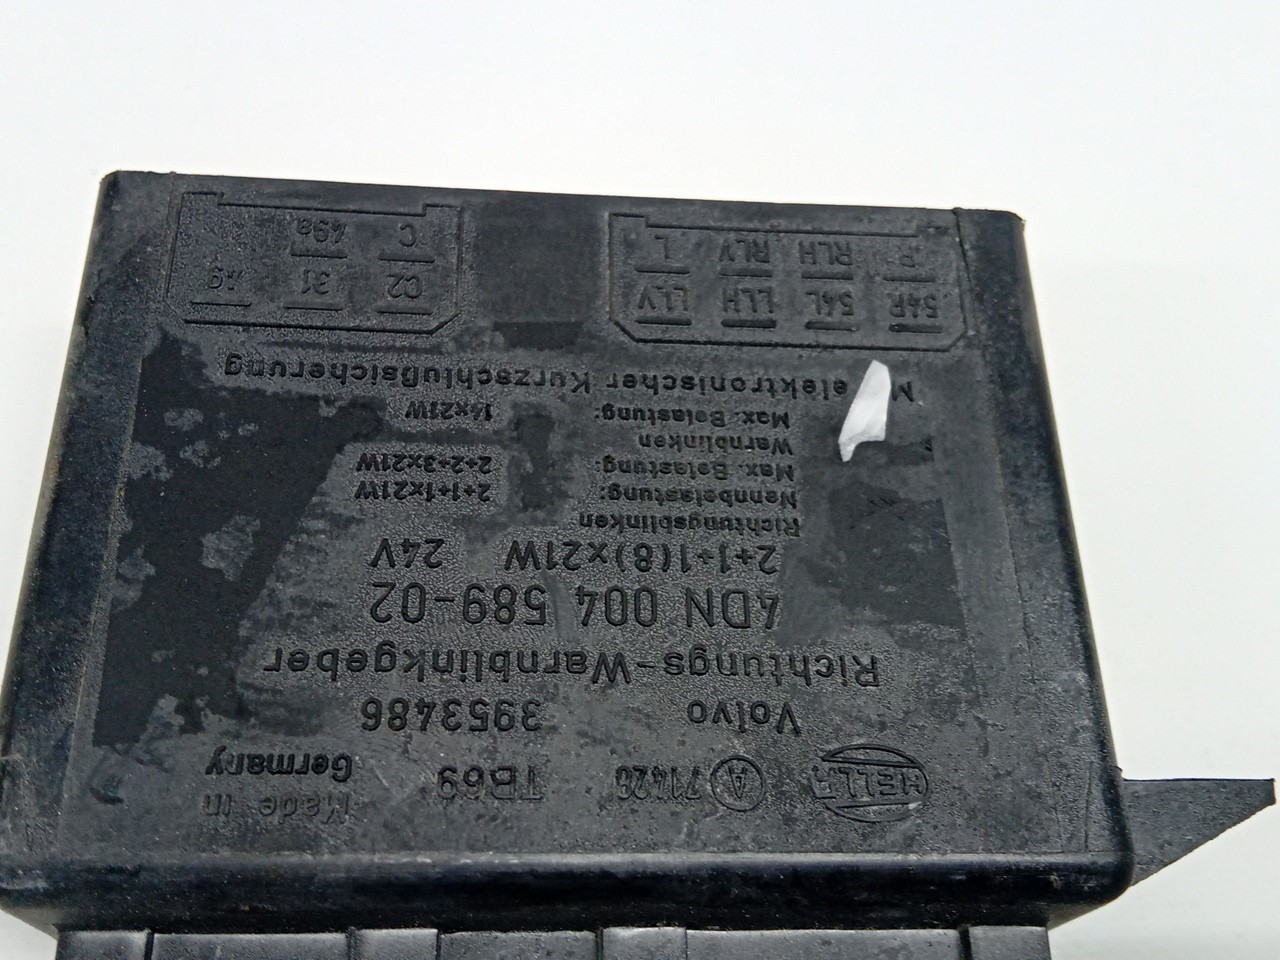 HELLA A 71426 TB69 Made in
Germany
Volvo 3953486
Richtungs-Warnblinkgeber
4DN 004 589-02
2+1+1(8)x21W 24V
Richtungsblinken
Nennbelastung: 2+1+1x21W
Max. Belastung: 2+2+3x21W
Warnblinken
Max. Belastung: 14x21W
elektronischer Kurzschlußsicherung
54R 54L LLH LLV C2 31 49
R RLH RLV L C 49a